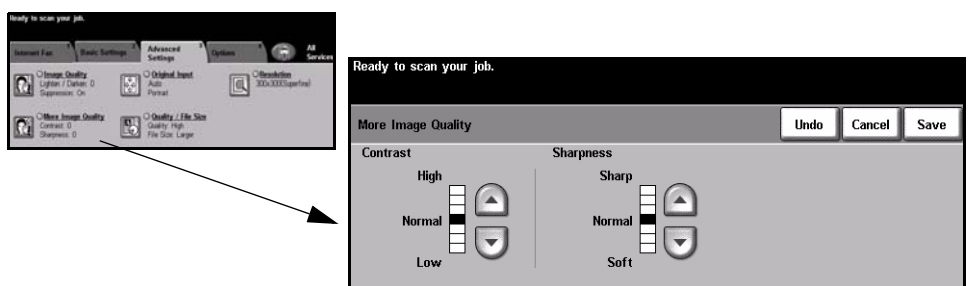 Ready to scan your job.
Internet Fax Basic Settings Advanced Settings Options All Services
Image Quality
Lighten / Darken: 0
Suppression: On
Original Input
Auto
Portrait
Resolution
300x300(Superfine)
More Image Quality
Contrast: 0
Sharpness: 0
Quality / File Size
Quality: High
File Size: Larger
Ready to scan your job.
More Image Quality Undo Cancel Save
Contrast Sharpness
High Sharp
Normal Normal
Low Soft